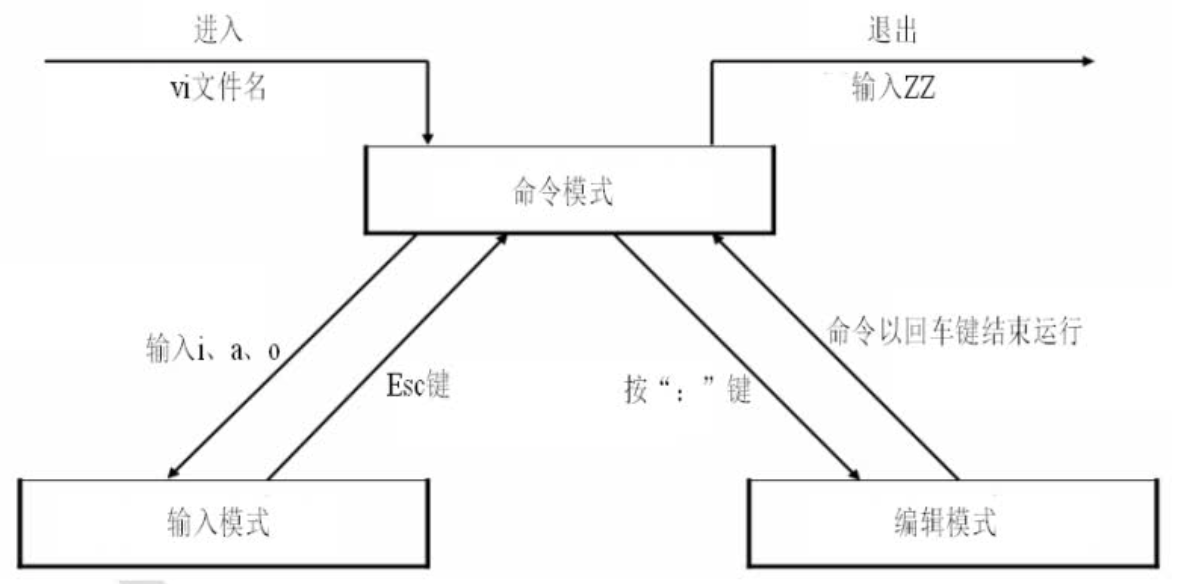 进入
vi文件名
退出
输入ZZ
命令模式
输入i、a、o
Esc键
按“：”键
命令以回车键结束运行
输入模式
编辑模式